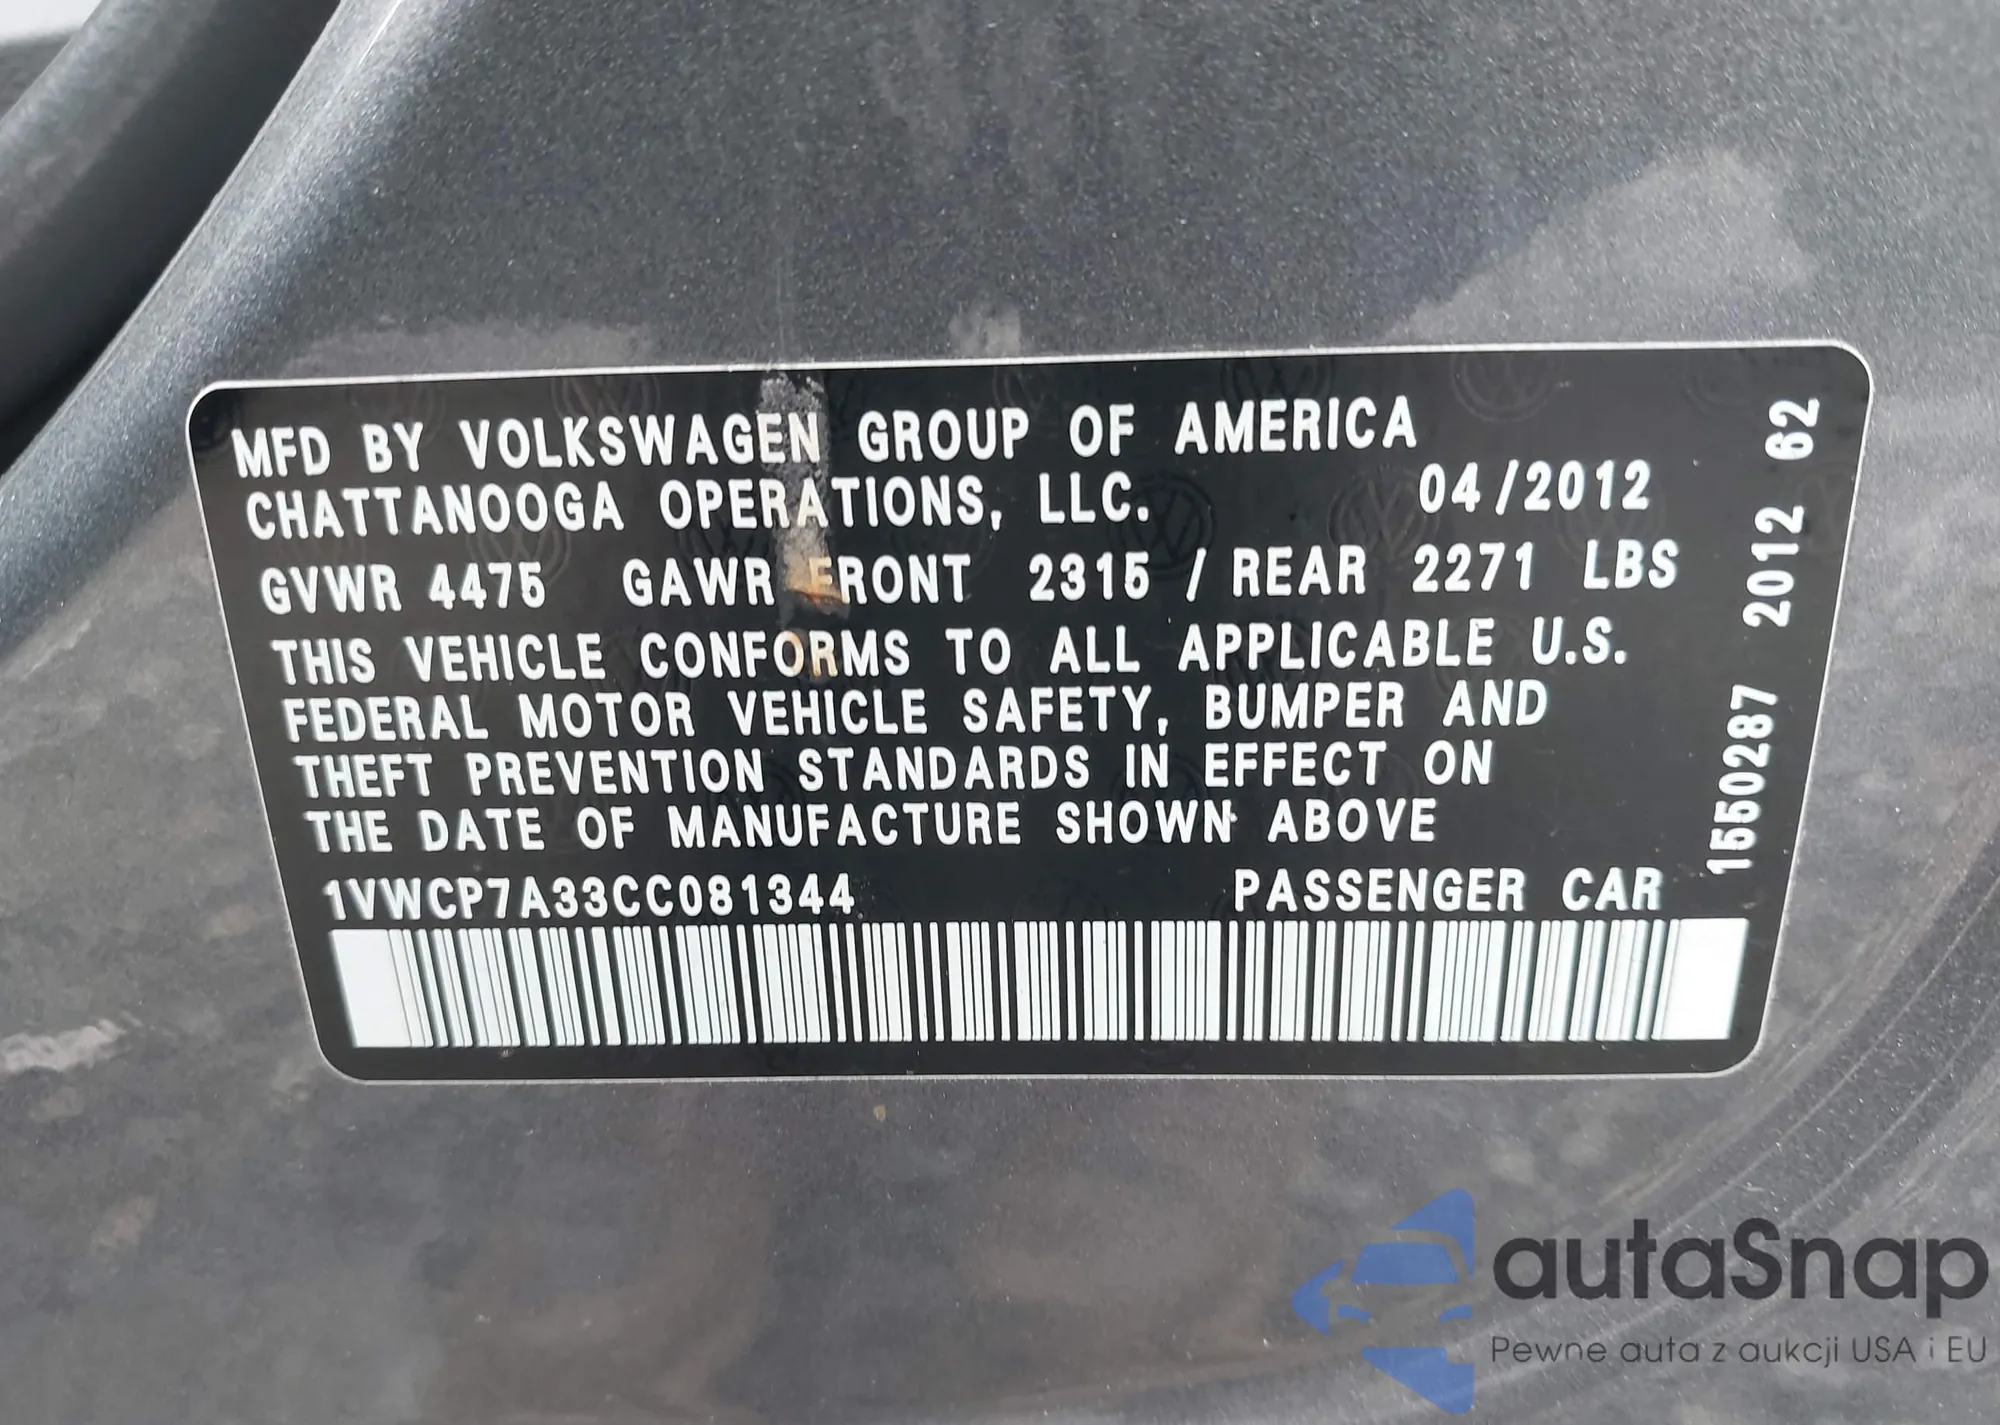 MFD BY VOLKSWAGEN GROUP OF AMERICA
CHATTANOOGA OPERATIONS, LLC. 04/2012
GVWR 4475 GAWR FRONT 2315 / REAR 2271 LBS
THIS VEHICLE CONFORMS TO ALL APPLICABLE U.S.
FEDERAL MOTOR VEHICLE SAFETY, BUMPER AND
THEFT PREVENTION STANDARDS IN EFFECT ON
THE DATE OF MANUFACTURE SHOWN ABOVE
1VWCP7A33CC081344 PASSENGER CAR
1550287 2012 62
autaSnap
Pewne auta z aukcji USA i EU